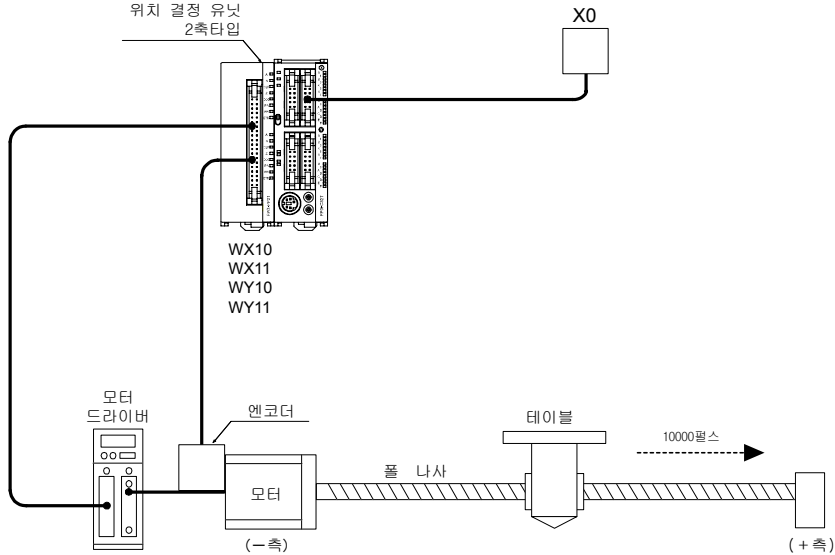 위치 결정 유닛
2축타입
X0
WX10
WX11
WY10
WY11
모터
드라이버
엔코더
테이블
10000펄스
폴 나사
모터
(－측)
(+측)